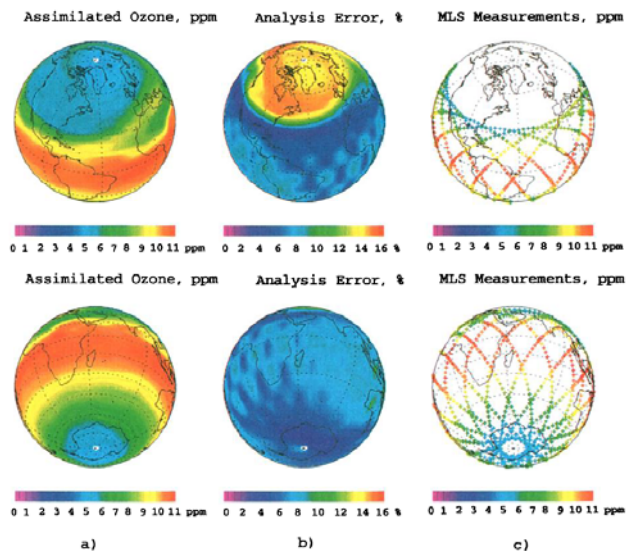 Assimilated Ozone, ppm Analysis Error, % MLS Measurements, ppm
0 1 2 3 4 5 6 7 8 9 10 11 ppm 0 2 4 6 8 10 12 14 16 % 0 1 2 3 4 5 6 7 8 9 10 11 ppm
Assimilated Ozone, ppm Analysis Error, % MLS Measurements, ppm
0 1 2 3 4 5 6 7 8 9 10 11 ppm 0 2 4 6 8 10 12 14 16 % 0 1 2 3 4 5 6 7 8 9 10 11 ppm
a) b) c)